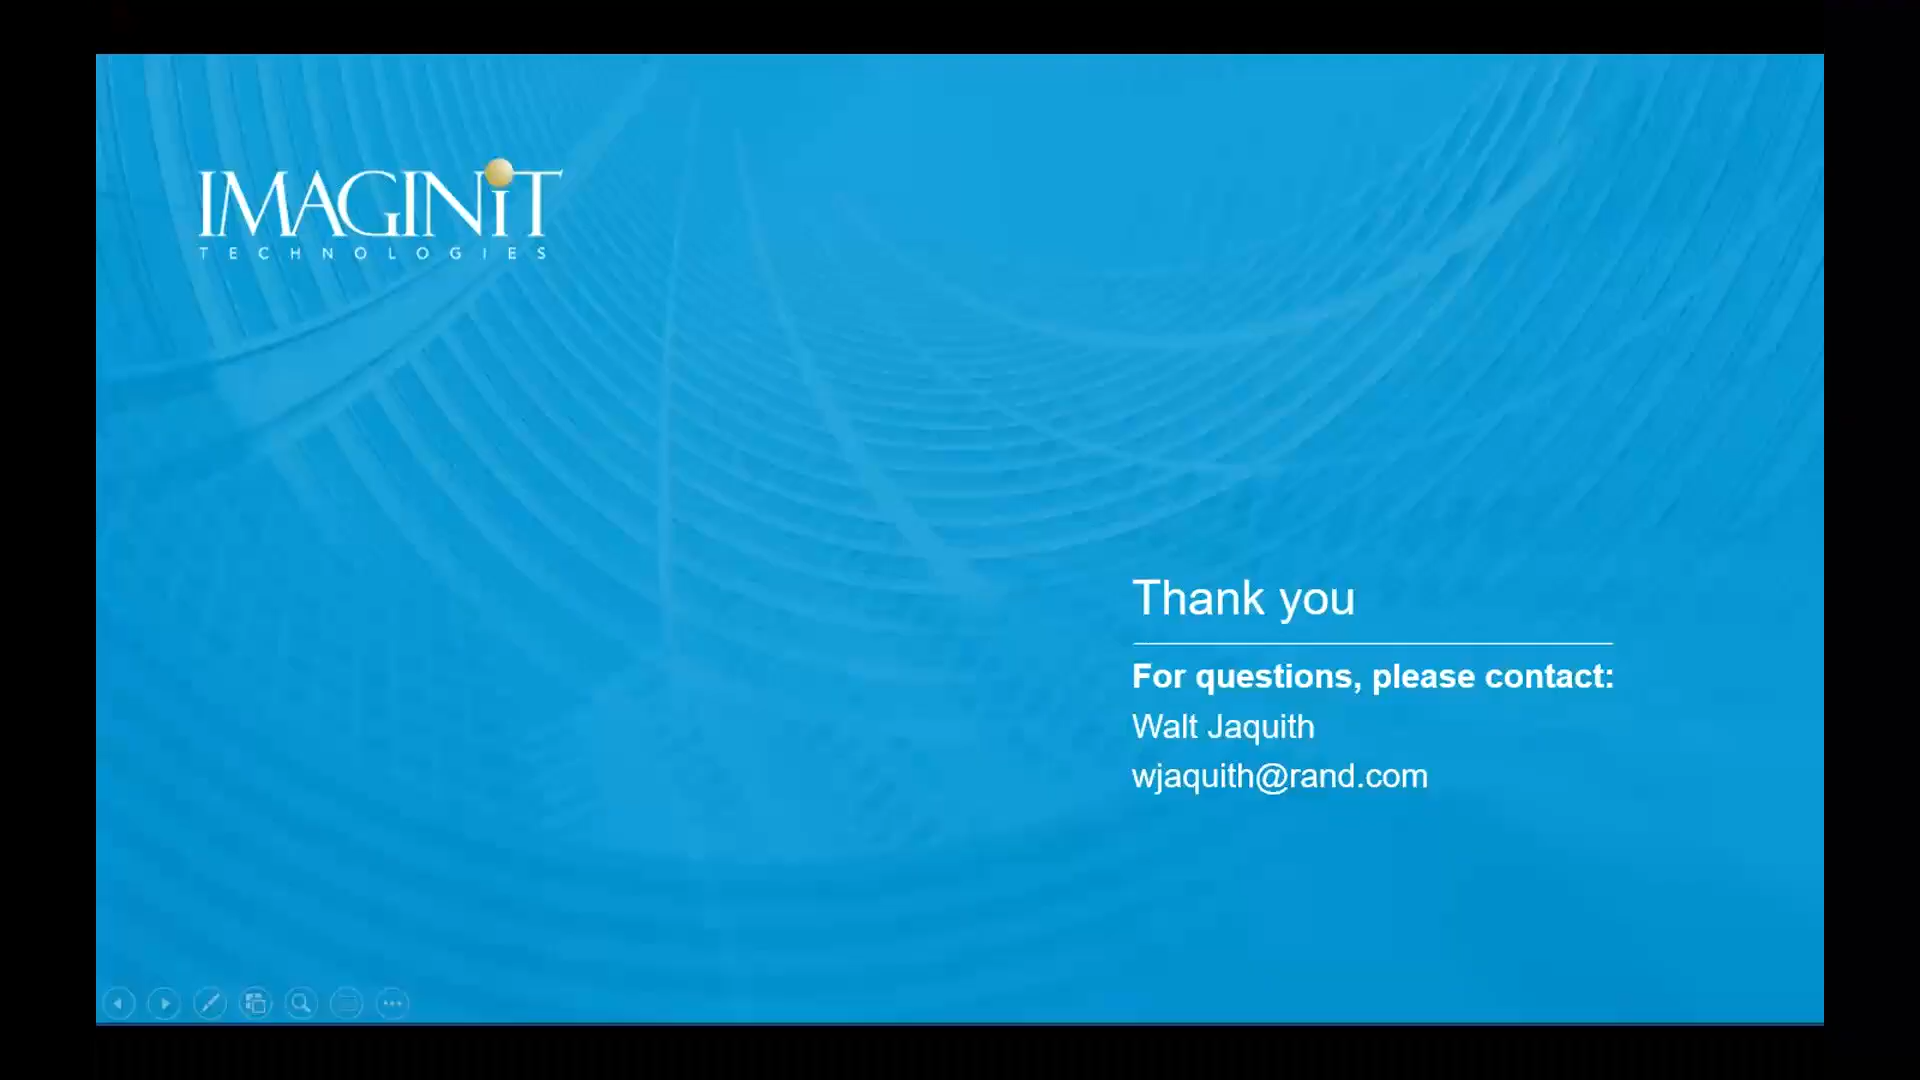 IMAGINiT
TECHNOLOGIES
Thank you
For questions, please contact:
Walt Jaquith
wjaquith@rand.com